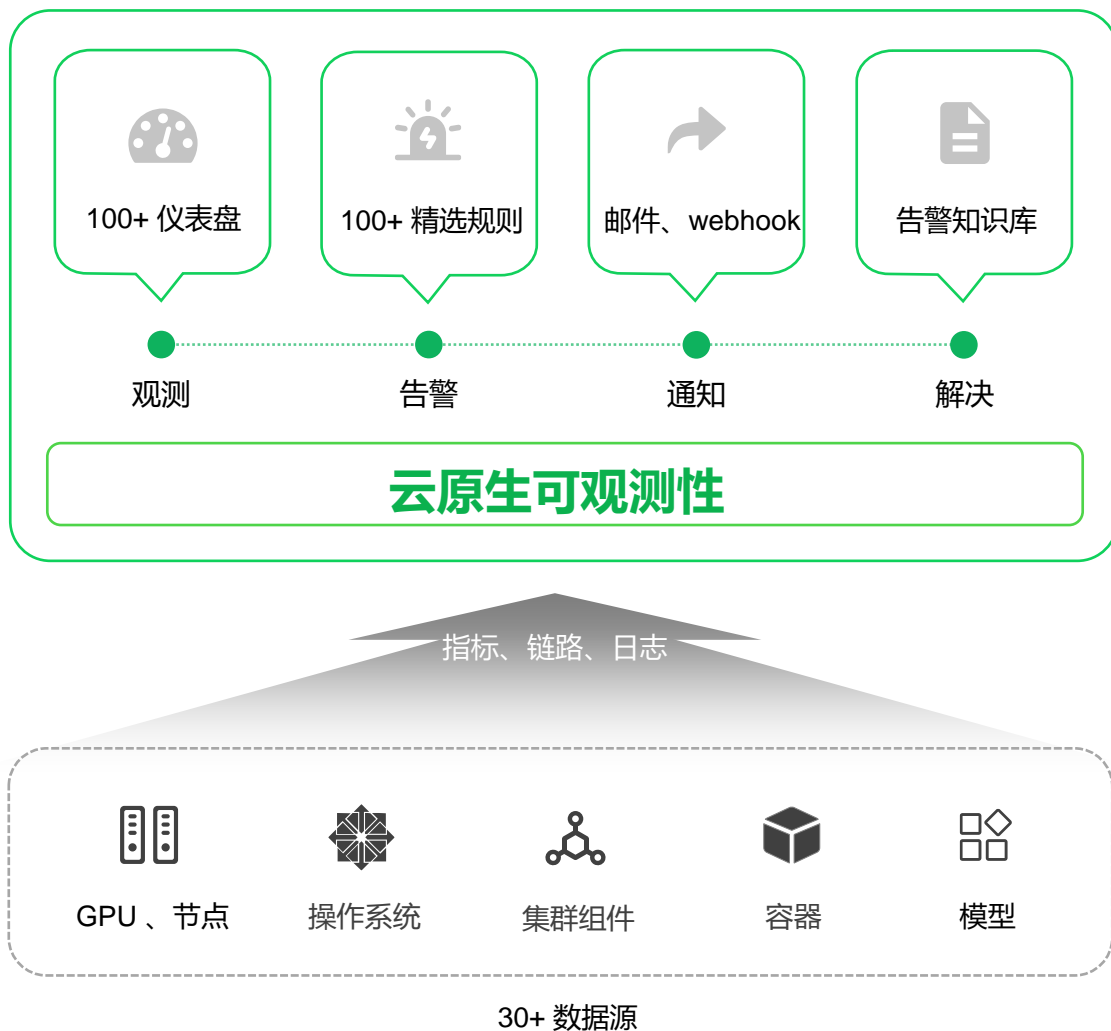 100+ 仪表盘
100+ 精选规则
邮件、webhook
告警知识库
观测
告警
通知
解决
云原生可观测性
指标、链路、日志
GPU 、节点
操作系统
集群组件
容器
模型
30+ 数据源